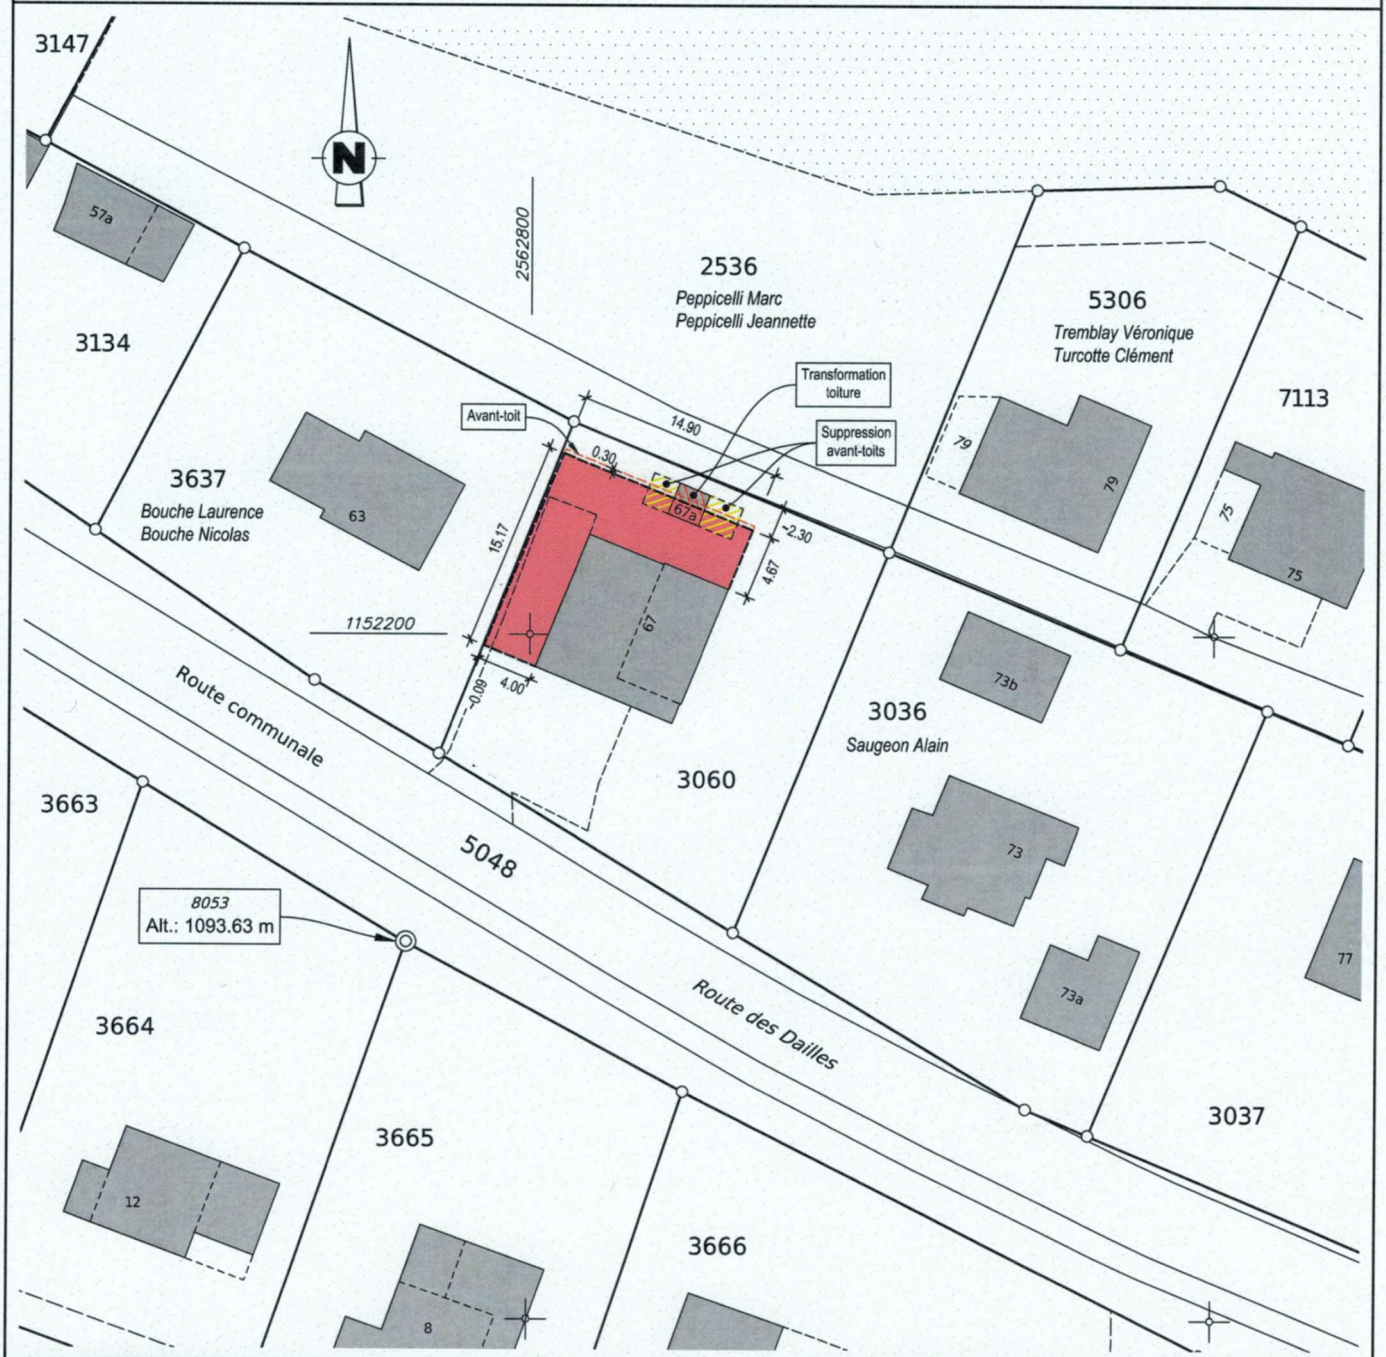 3147
N
57a
2562800
2536
Peppicelli Marc
Peppicelli Jeannette
5306
Tremblay Véronique
Turcotte Clément
3134
7113
Transformation
toiture
Avant-toit
14.90
Suppression
avant-toits
79
79
0.30
3637
Bouche Laurence
Bouche Nicolas
63
67a
~2.30
75
75
15.17
4.67
1152200
67
73b
4.00
~0.09
3036
Saugeon Alain
Route communale
3060
3663
5048
73
8053
Alt.: 1093.63 m
77
73a
Route des Dailles
3664
3665
3037
12
3666
8